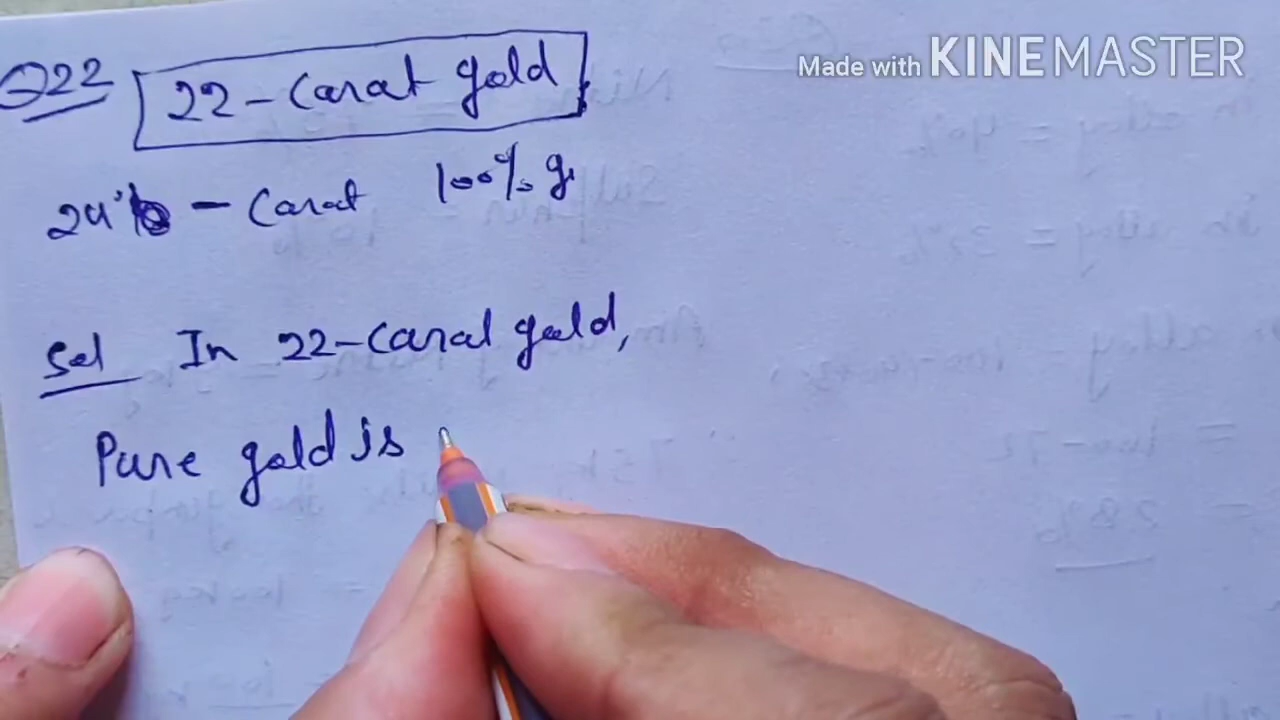 Made with KINEMASTER
Q22 22-Carat gold
24 - Carat 100% g
Sol In 22-Carat gold,
Pure gold is